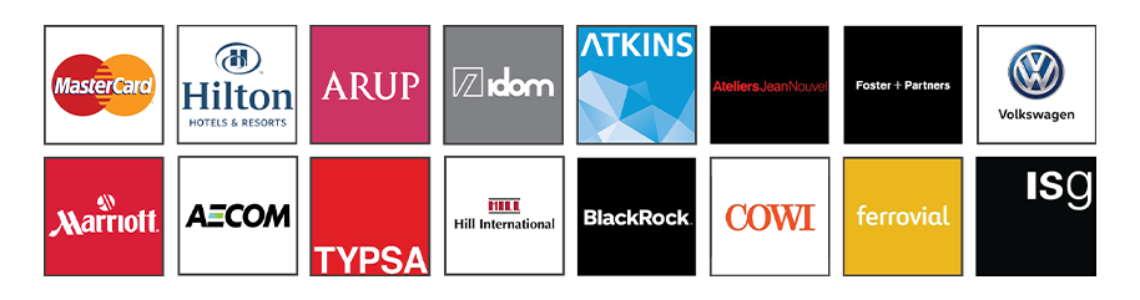 MasterCard
Hilton
HOTELS & RESORTS
ARUP
idom
ATKINS
AteliersJeanNouvel
Foster + Partners
Volkswagen
Marriott.
AECOM
TYPSA
HILL
Hill International
BlackRock.
COWI
ferrovial
ISg